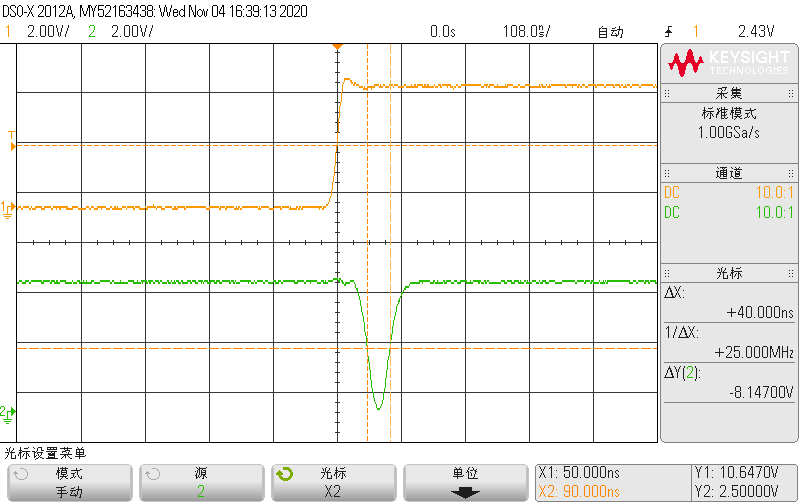 DSO-X 2012A, MY52163438: Wed Nov 04 16:39:13 2020
1 2.00V/ 2 2.00V/ 0.0s 108.0ns/ 自动 1 2.43V
KEYSIGHT
TECHNOLOGIES
采集
标准模式
1.00GSa/s
通道
DC 10.0:1
DC 10.0:1
光标
ΔX:
+40.000ns
1/ΔX:
+25.000MHz
ΔY(2):
-8.14700V
T
1
2
光标设置菜单
模式
手动
源
2
光标
X2
单位
X1: 50.000ns
X2: 90.000ns
Y1: 10.6470V
Y2: 2.50000V